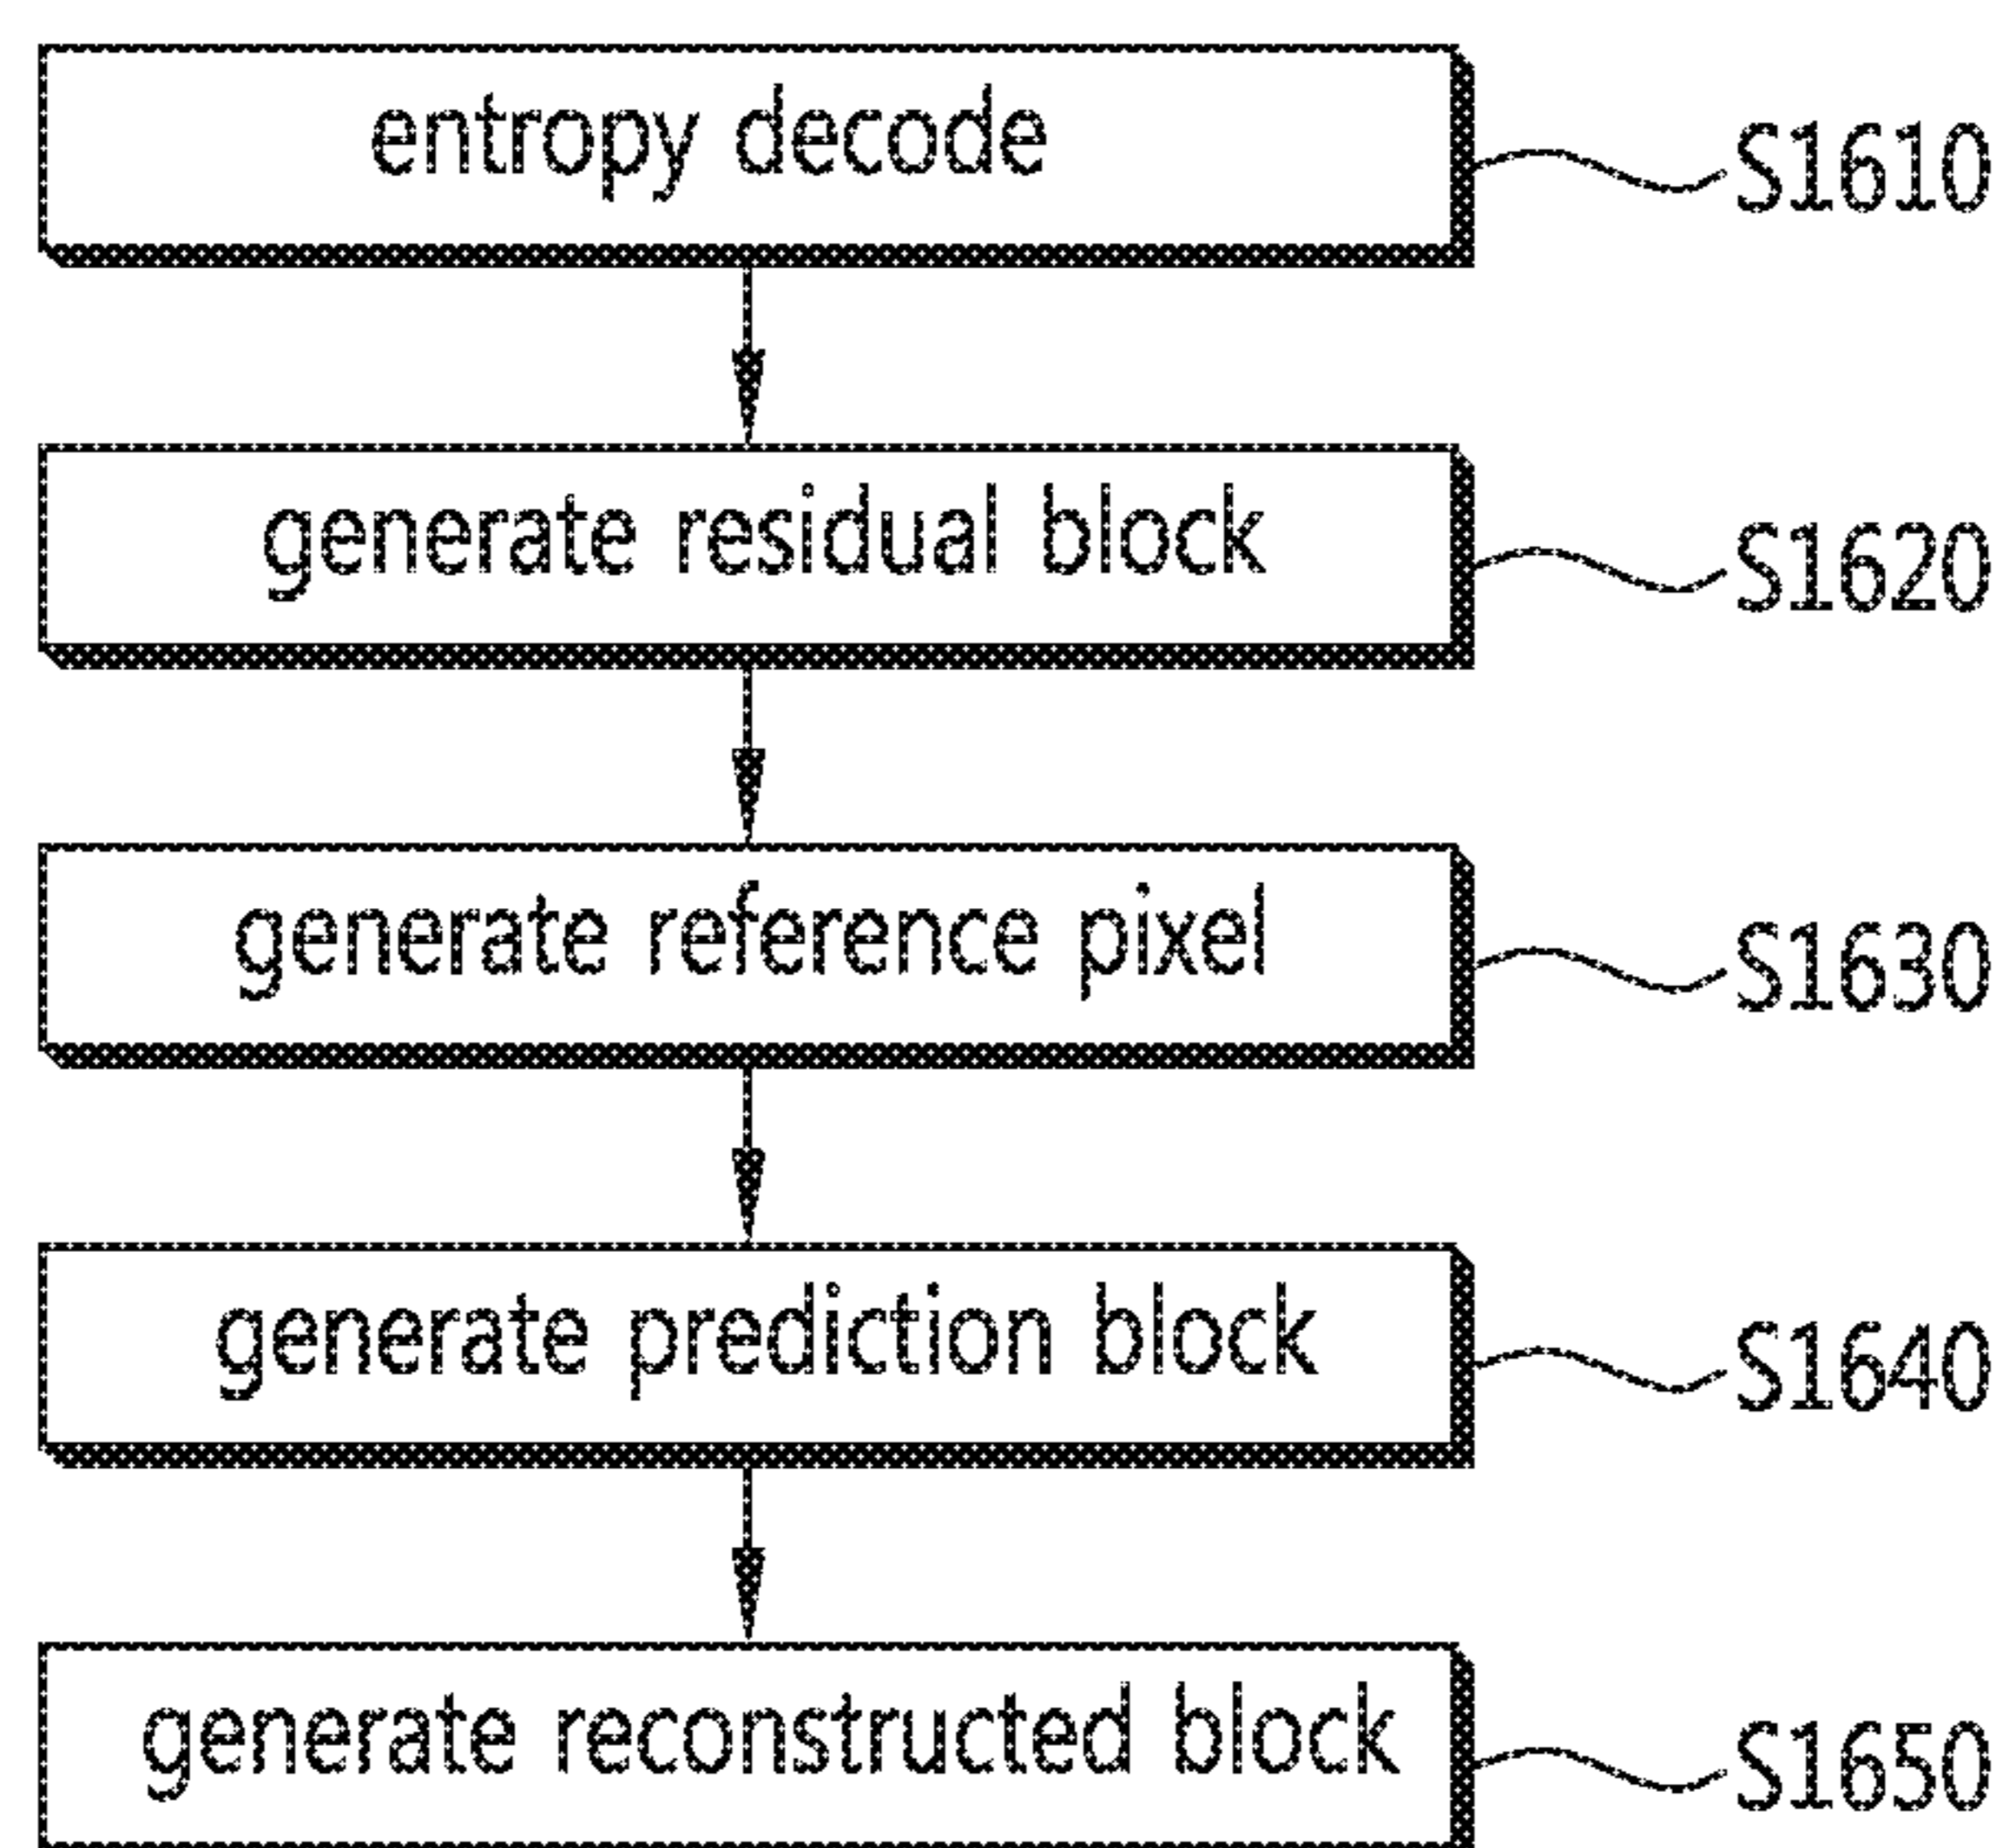 entropy decode
S1610
generate residual block
S1620
generate reference pixel
S1630
generate prediction block
S1640
generate reconstructed block
S1650